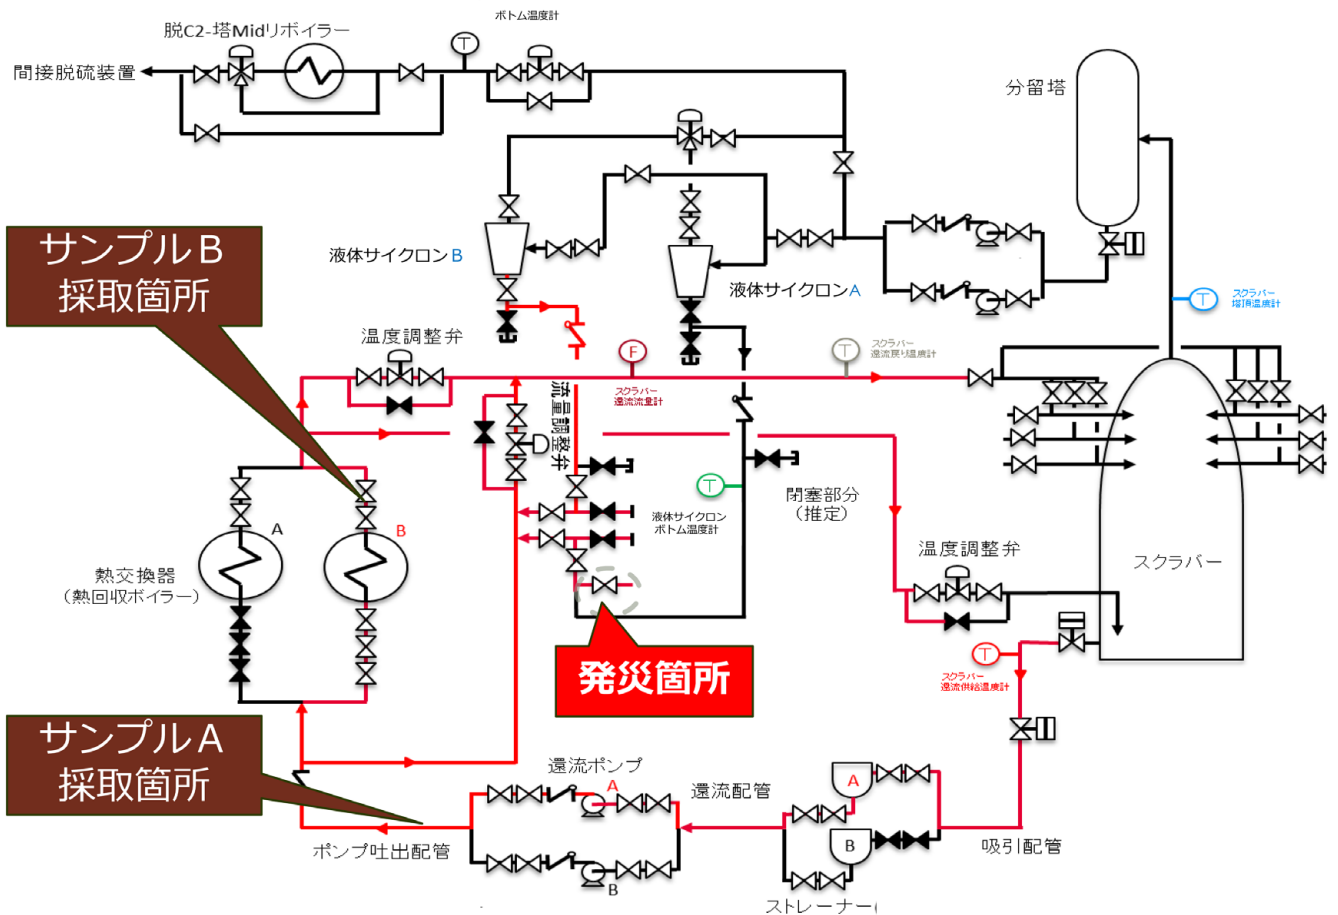 ボトム温度計
脱C2-塔Midリボイラー
T
間接脱硫装置
分留塔
サンプルB
採取箇所
液体サイクロンB
液体サイクロンA
T
スクラバー
塔頂温度計
温度調整弁
F
スクラバー
還流流量計
T
スクラバー
還流戻り温度計
流量調整弁
T
液体サイクロン
ボトム温度計
閉塞部分
（推定）
A
B
熱交換器
（熱回収ボイラー）
温度調整弁
スクラバー
発災箇所
T
スクラバー
還流供給温度計
サンプルA
採取箇所
還流ポンプ
A
還流配管
A
B
吸引配管
ポンプ吐出配管
B
ストレーナー(